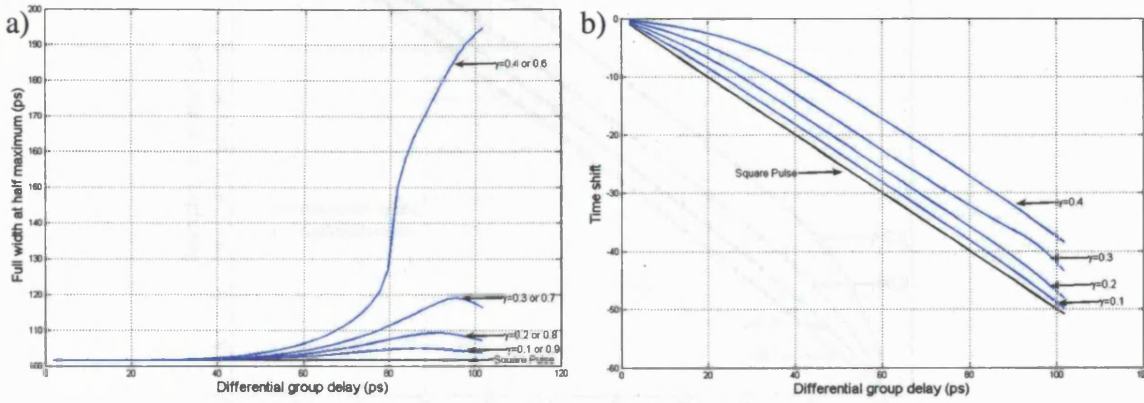 a)
Full width at half maximum (ps)
200
190
180
170
160
150
140
130
120
110
100
0
20
40
60
80
100
120
Differential group delay (ps)
γ=0.4 or 0.6
γ=0.3 or 0.7
γ=0.2 or 0.8
γ=0.1 or 0.9
Square Pulse
b)
Time shift
0
-10
-20
-30
-40
-50
-60
0
20
40
60
80
100
120
Differential group delay (ps)
Square Pulse
γ=0.4
γ=0.3
γ=0.2
γ=0.1